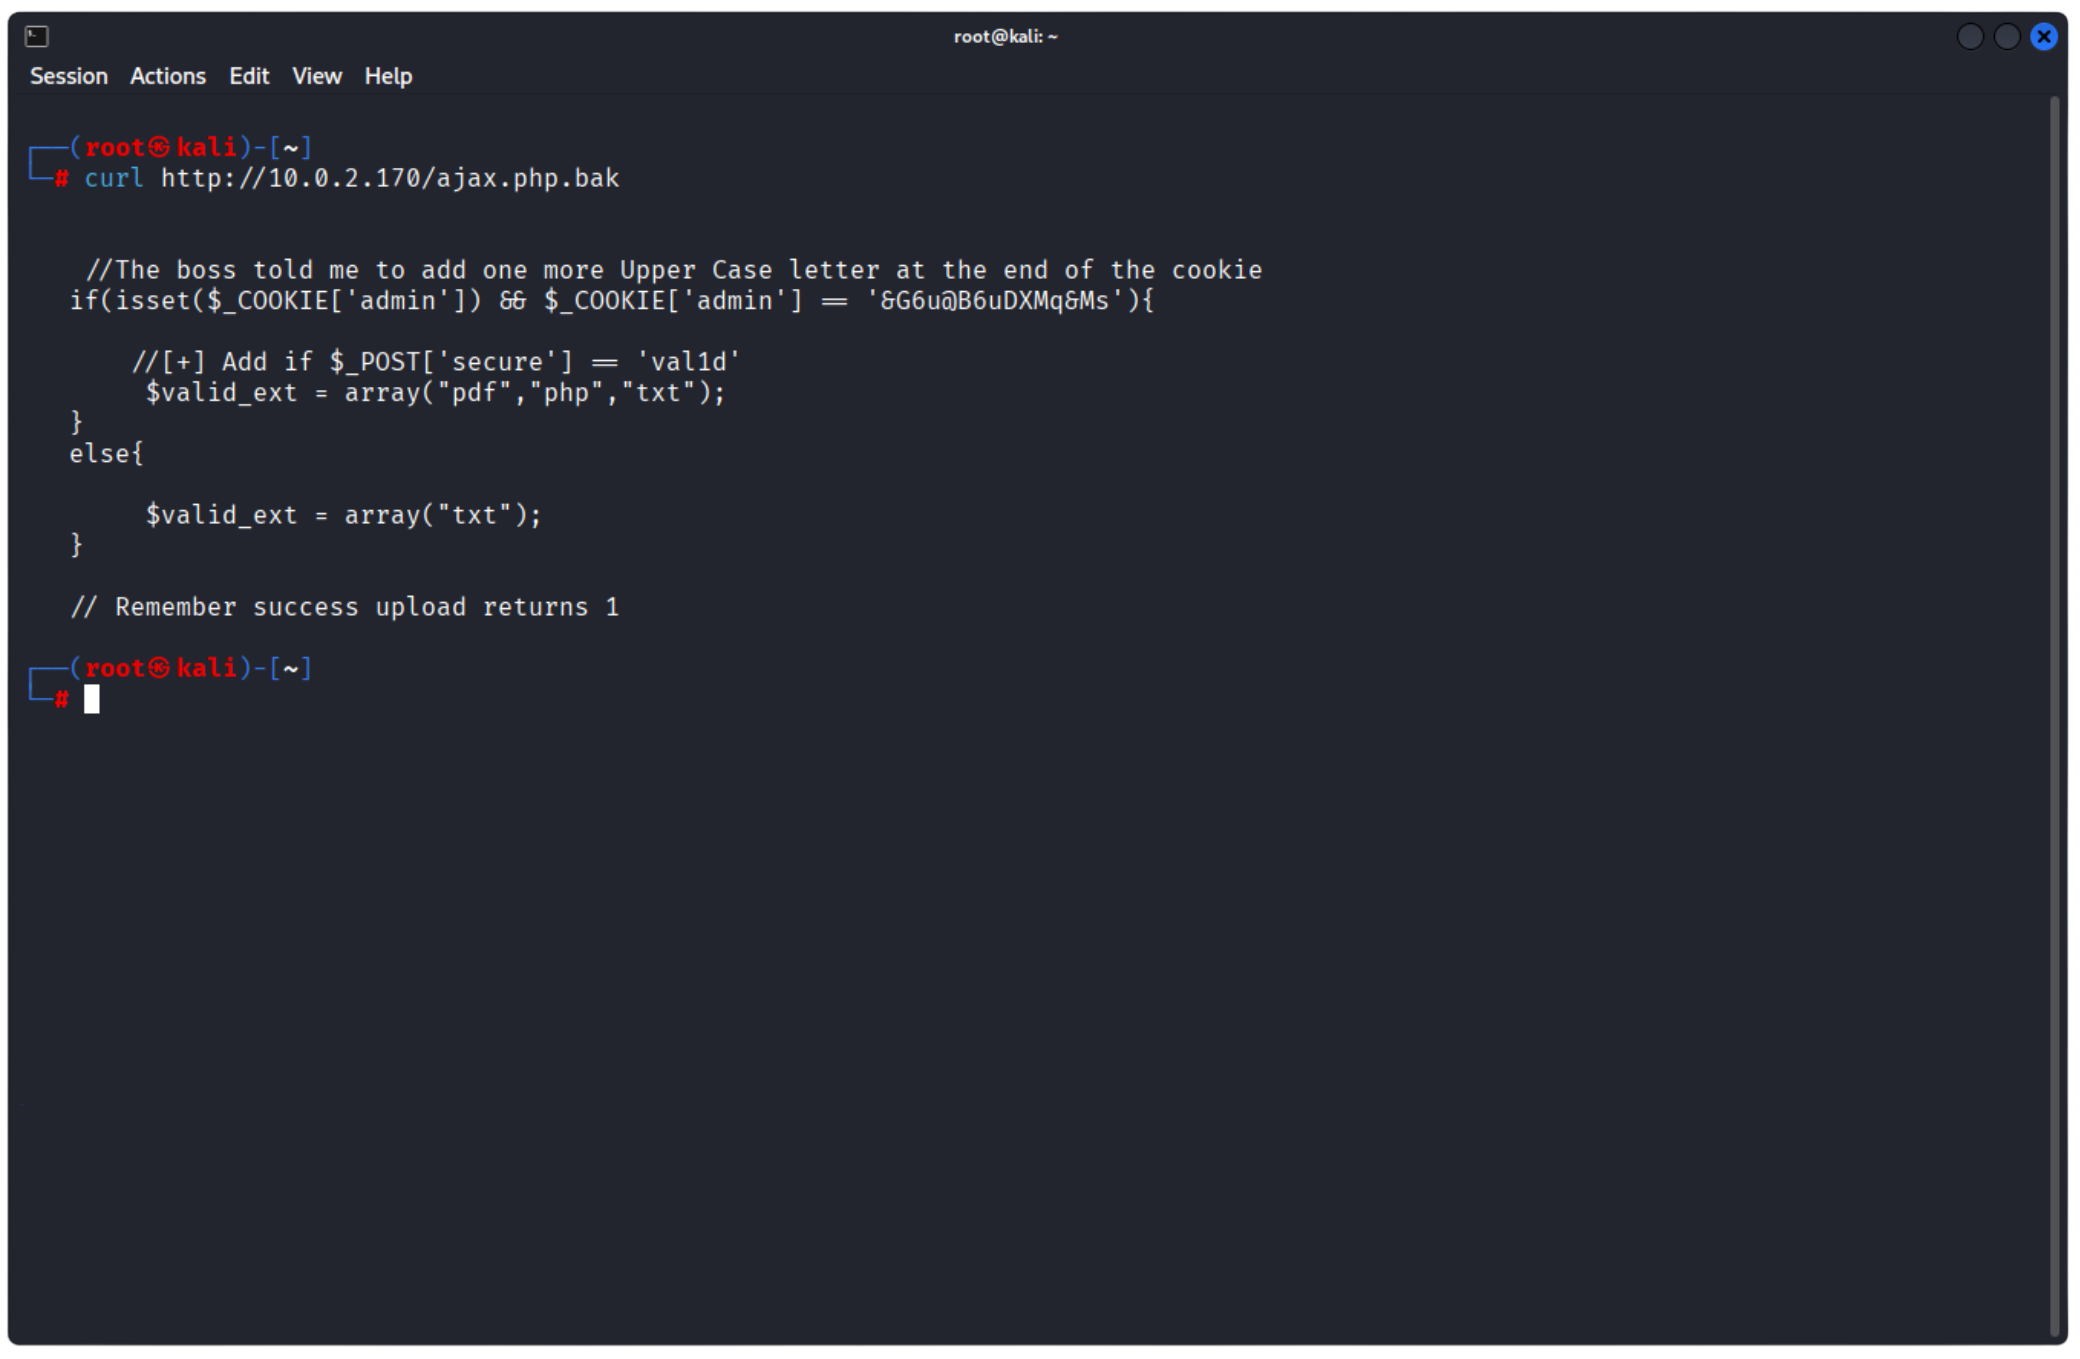 root@kali: ~
Session Actions Edit View Help
┌──(root㉿kali)-[~]
└─# curl http://10.0.2.170/ajax.php.bak
//The boss told me to add one more Upper Case letter at the end of the cookie
if(isset($_COOKIE['admin']) && $_COOKIE['admin'] == '&G6u@B6uDXMq&Ms'){
//[+] Add if $_POST['secure'] == 'val1d'
$valid_ext = array("pdf","php","txt");
}
else{
$valid_ext = array("txt");
}
// Remember success upload returns 1
┌──(root㉿kali)-[~]
└─#